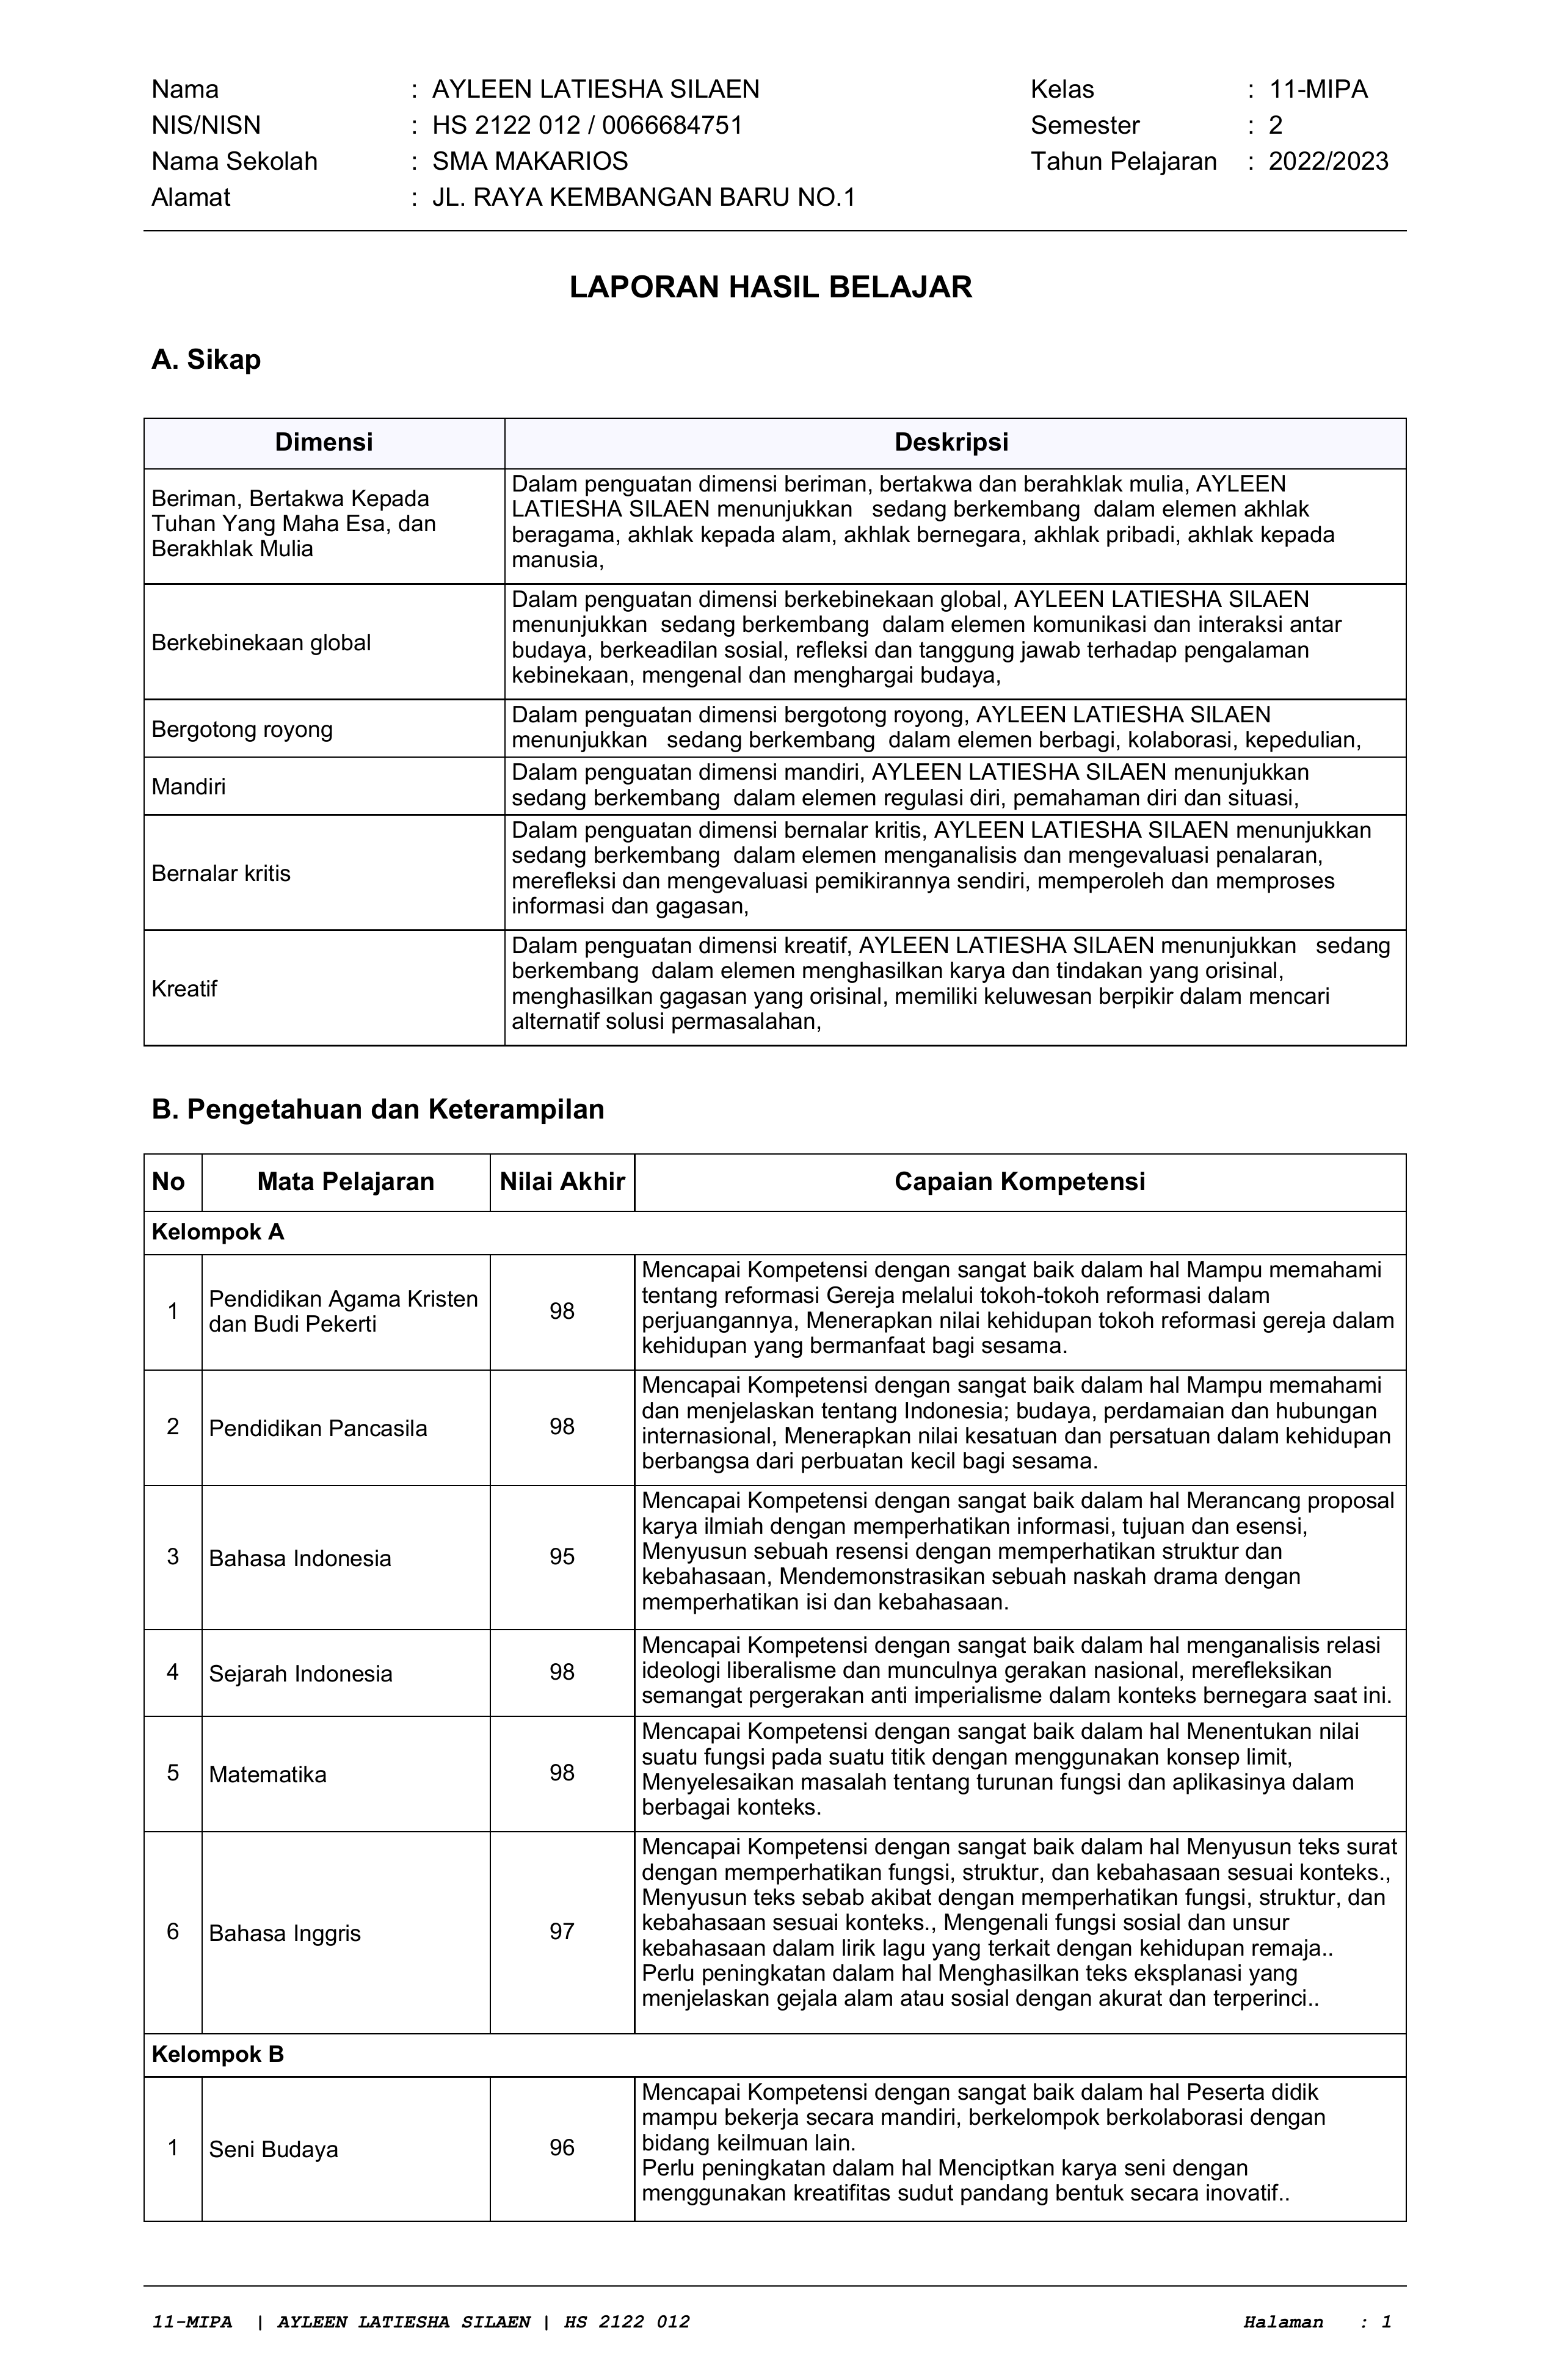 Nama : AYLEEN LATIESHA SILAEN Kelas : 11-MIPA
NIS/NISN : HS 2122 012 / 0066684751 Semester : 2
Nama Sekolah : SMA MAKARIOS Tahun Pelajaran : 2022/2023
Alamat : JL. RAYA KEMBANGAN BARU NO.1
LAPORAN HASIL BELAJAR
A. Sikap
Dimensi Deskripsi
Beriman, Bertakwa Kepada
Tuhan Yang Maha Esa, dan
Berakhlak Mulia
Dalam penguatan dimensi beriman, bertakwa dan berahklak mulia, AYLEEN
LATIESHA SILAEN menunjukkan sedang berkembang dalam elemen akhlak
beragama, akhlak kepada alam, akhlak bernegara, akhlak pribadi, akhlak kepada
manusia,
Berkebinekaan global
Dalam penguatan dimensi berkebinekaan global, AYLEEN LATIESHA SILAEN
menunjukkan sedang berkembang dalam elemen komunikasi dan interaksi antar
budaya, berkeadilan sosial, refleksi dan tanggung jawab terhadap pengalaman
kebinekaan, mengenal dan menghargai budaya,
Bergotong royong
Dalam penguatan dimensi bergotong royong, AYLEEN LATIESHA SILAEN
menunjukkan sedang berkembang dalam elemen berbagi, kolaborasi, kepedulian,
Mandiri
Dalam penguatan dimensi mandiri, AYLEEN LATIESHA SILAEN menunjukkan
sedang berkembang dalam elemen regulasi diri, pemahaman diri dan situasi,
Bernalar kritis
Dalam penguatan dimensi bernalar kritis, AYLEEN LATIESHA SILAEN menunjukkan
sedang berkembang dalam elemen menganalisis dan mengevaluasi penalaran,
merefleksi dan mengevaluasi pemikirannya sendiri, memperoleh dan memproses
informasi dan gagasan,
Kreatif
Dalam penguatan dimensi kreatif, AYLEEN LATIESHA SILAEN menunjukkan sedang
berkembang dalam elemen menghasilkan karya dan tindakan yang orisinal,
menghasilkan gagasan yang orisinal, memiliki keluwesan berpikir dalam mencari
alternatif solusi permasalahan,
B. Pengetahuan dan Keterampilan
No Mata Pelajaran Nilai Akhir Capaian Kompetensi
Kelompok A
1
Pendidikan Agama Kristen
dan Budi Pekerti
98
Mencapai Kompetensi dengan sangat baik dalam hal Mampu memahami
tentang reformasi Gereja melalui tokoh-tokoh reformasi dalam
perjuangannya, Menerapkan nilai kehidupan tokoh reformasi gereja dalam
kehidupan yang bermanfaat bagi sesama.
2
Pendidikan Pancasila
98
Mencapai Kompetensi dengan sangat baik dalam hal Mampu memahami
dan menjelaskan tentang Indonesia; budaya, perdamaian dan hubungan
internasional, Menerapkan nilai kesatuan dan persatuan dalam kehidupan
berbangsa dari perbuatan kecil bagi sesama.
3
Bahasa Indonesia
95
Mencapai Kompetensi dengan sangat baik dalam hal Merancang proposal
karya ilmiah dengan memperhatikan informasi, tujuan dan esensi,
Menyusun sebuah resensi dengan memperhatikan struktur dan
kebahasaan, Mendemonstrasikan sebuah naskah drama dengan
memperhatikan isi dan kebahasaan.
4
Sejarah Indonesia
98
Mencapai Kompetensi dengan sangat baik dalam hal menganalisis relasi
ideologi liberalisme dan munculnya gerakan nasional, merefleksikan
semangat pergerakan anti imperialisme dalam konteks bernegara saat ini.
5
Matematika
98
Mencapai Kompetensi dengan sangat baik dalam hal Menentukan nilai
suatu fungsi pada suatu titik dengan menggunakan konsep limit,
Menyelesaikan masalah tentang turunan fungsi dan aplikasinya dalam
berbagai konteks.
6
Bahasa Inggris
97
Mencapai Kompetensi dengan sangat baik dalam hal Menyusun teks surat
dengan memperhatikan fungsi, struktur, dan kebahasaan sesuai konteks.,
Menyusun teks sebab akibat dengan memperhatikan fungsi, struktur, dan
kebahasaan sesuai konteks., Mengenali fungsi sosial dan unsur
kebahasaan dalam lirik lagu yang terkait dengan kehidupan remaja..
Perlu peningkatan dalam hal Menghasilkan teks eksplanasi yang
menjelaskan gejala alam atau sosial dengan akurat dan terperinci..
Kelompok B
1
Seni Budaya
96
Mencapai Kompetensi dengan sangat baik dalam hal Peserta didik
mampu bekerja secara mandiri, berkelompok berkolaborasi dengan
bidang keilmuan lain.
Perlu peningkatan dalam hal Menciptkan karya seni dengan
menggunakan kreatifitas sudut pandang bentuk secara inovatif..
11-MIPA | AYLEEN LATIESHA SILAEN | HS 2122 012 Halaman : 1